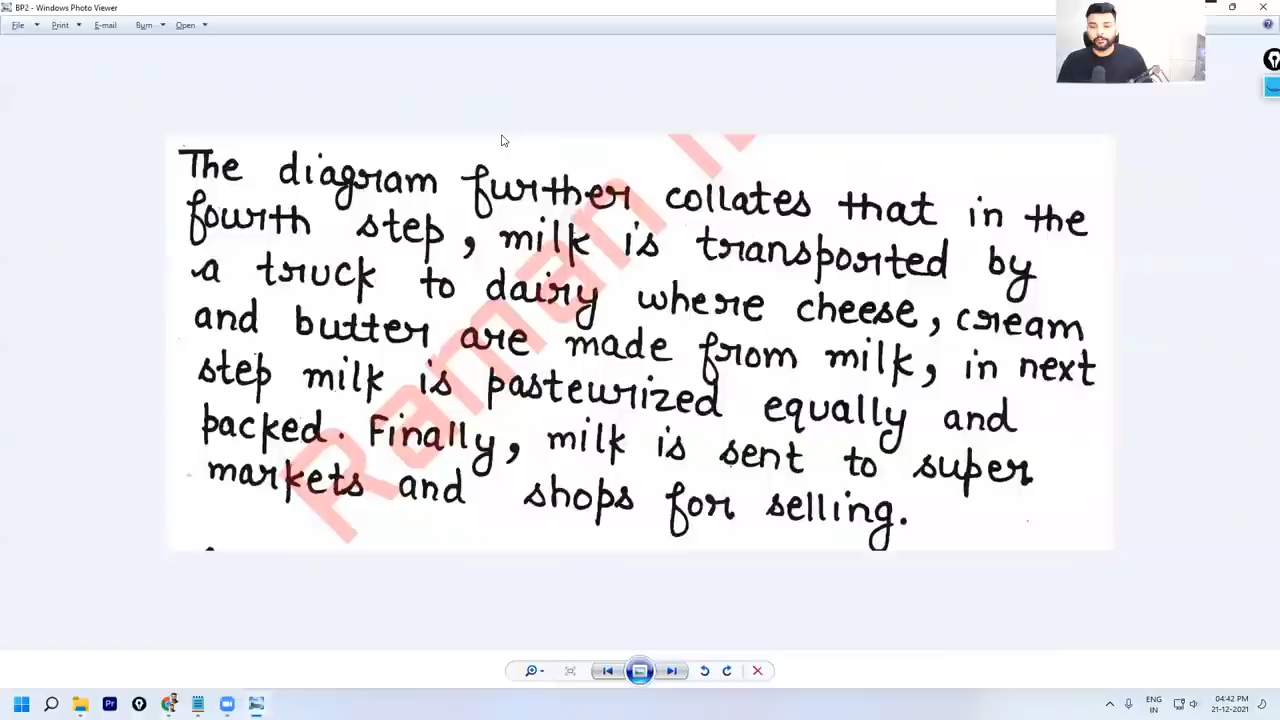 BP2 - Windows Photo Viewer
File Print E-mail Burn Open
The diagram further collates that in the
fourth step, milk is transported by
a truck to dairy where cheese, cream
and butter are made from milk, in next
step milk is pasteurized equally and
packed. Finally, milk is sent to super
markets and shops for selling.
Raman
ENG
IN
04:42 PM
21-12-2021